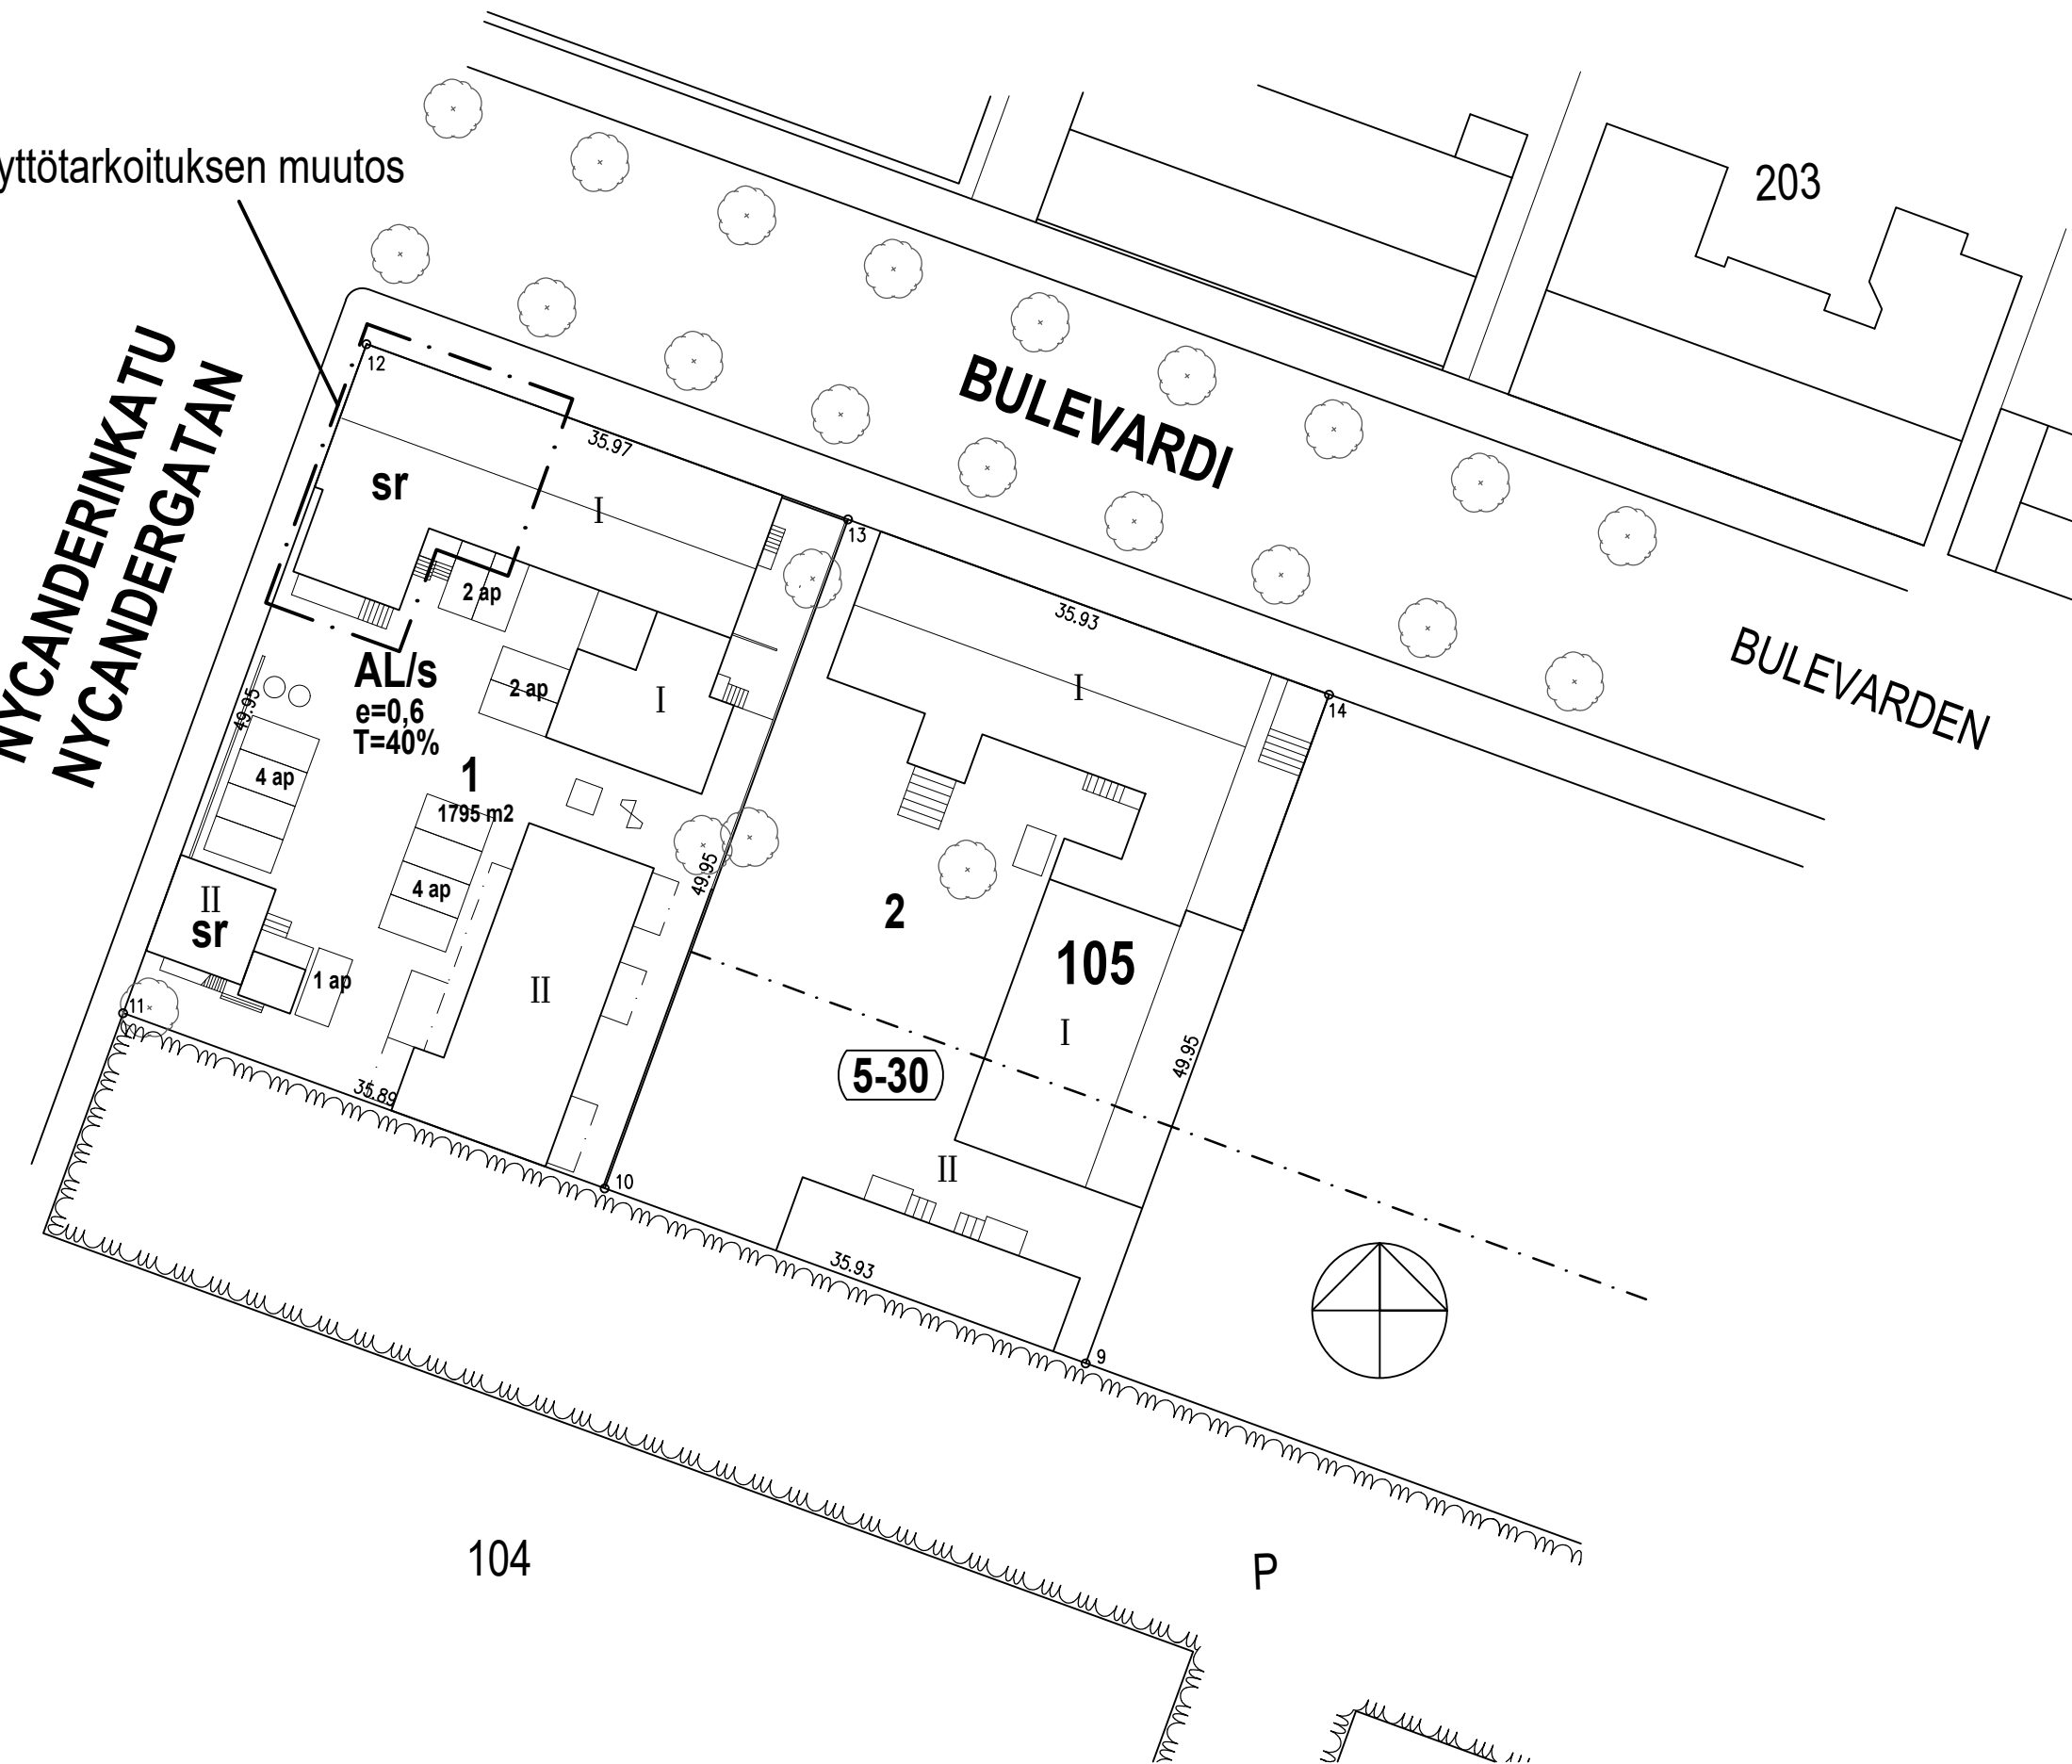 yttötarkoituksen muutos
203
NYCANDERINKATU
NYCANDERGATAN
BULEVARDI
BULEVARDEN
12
35.97
sr
I
13
2 ap
35.93
AL/s
e=0,6
T=40%
2 ap
I
I
14
49.95
4 ap
1
1795 m2
4 ap
49.95
II
sr
2
105
1 ap
II
I
11
35.89
5-30
49.95
10
II
35.93
9
104
P